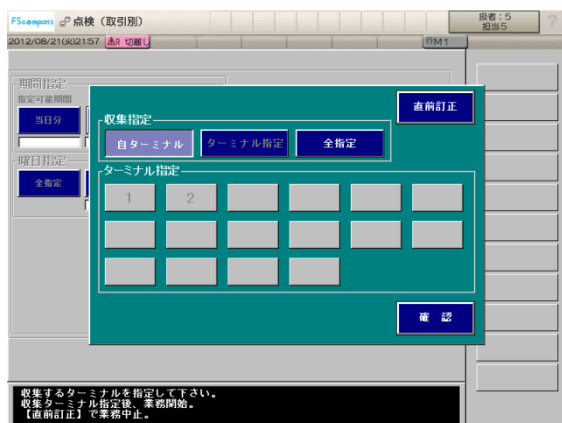 FScompass 点検（取引別）
扱者：5
担当5
?
2012/08/21(火)21:57 AR 切離し
M1
期間指定
指定可能期間
当日分
直前訂正
収集指定
自ターミナル ターミナル指定 全指定
曜日指定
全指定
ターミナル指定
1 2
確 認
収集するターミナルを指定して下さい。
収集ターミナル指定後、業務開始。
【直前訂正】で業務中止。